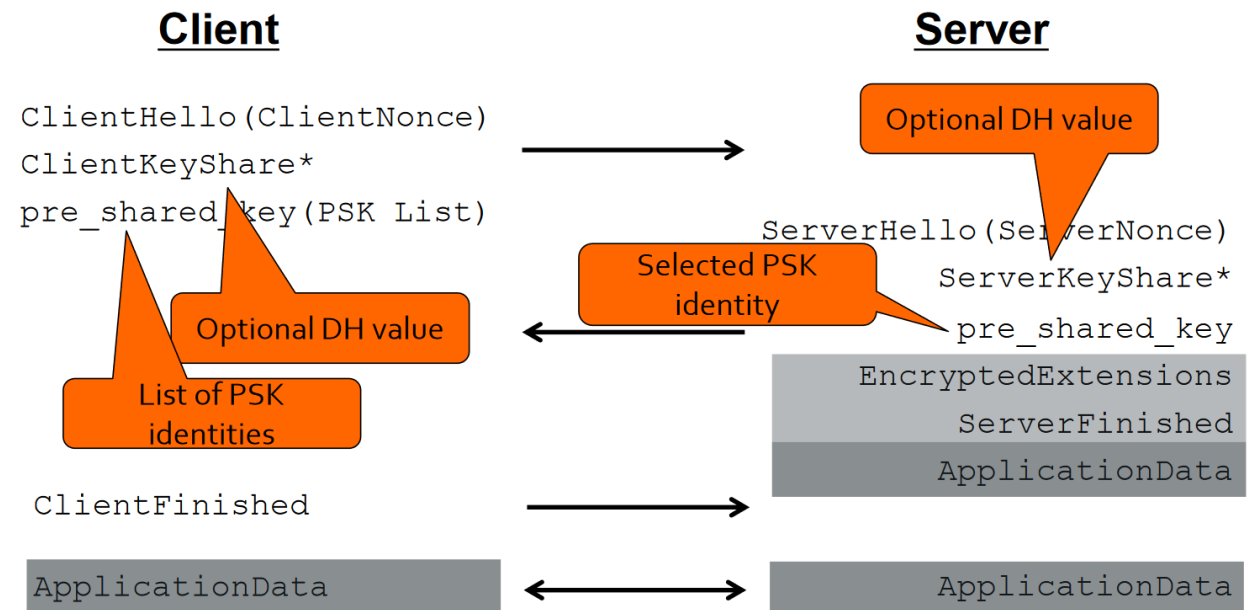 Client
Server
ClientHello(ClientNonce)
ClientKeyShare*
pre_shared_key(PSK List)
Optional DH value
ServerHello(ServerNonce)
ServerKeyShare*
pre_shared_key
Selected PSK
identity
Optional DH value
List of PSK
identities
EncryptedExtensions
ServerFinished
ApplicationData
ClientFinished
ApplicationData
ApplicationData